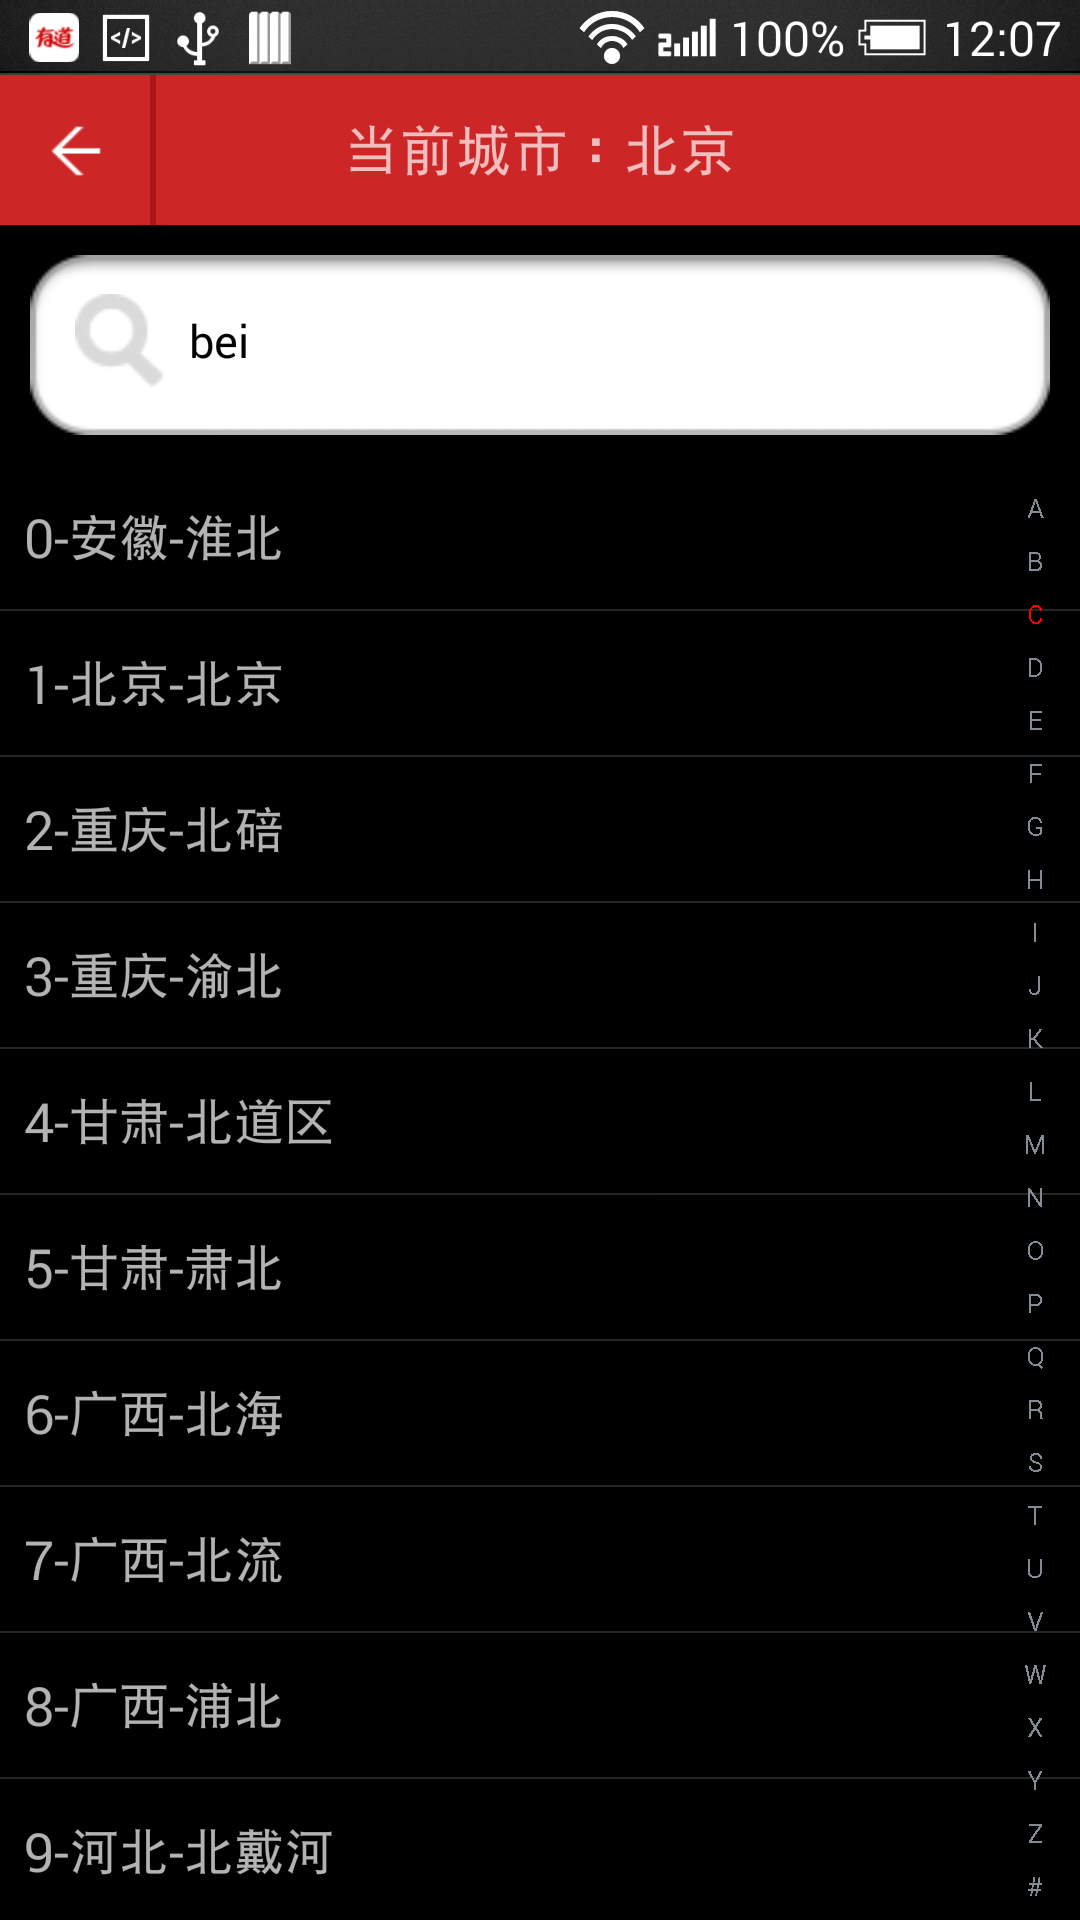 有道 </> 100% 12:07
当前城市：北京
bei
0-安徽-淮北
1-北京-北京
2-重庆-北碚
3-重庆-渝北
4-甘肃-北道区
5-甘肃-肃北
6-广西-北海
7-广西-北流
8-广西-浦北
9-河北-北戴河
A
B
C
D
E
F
G
H
I
J
K
L
M
N
O
P
Q
R
S
T
U
V
W
X
Y
Z
#